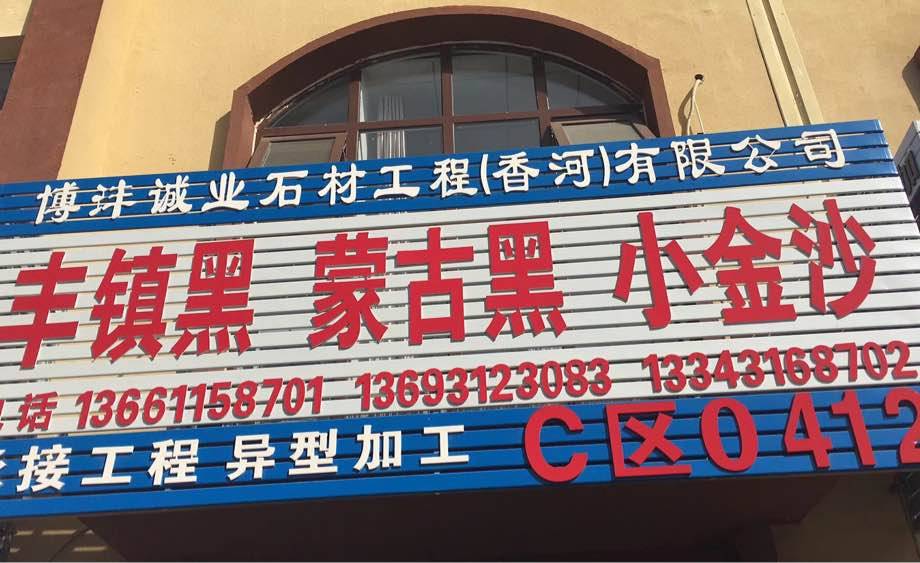 博沣诚业石材工程(香河)有限公司
丰镇黑 蒙古黑 小金沙
电话 13661158701 13693123083 13343168702
接工程 异型加工 C区0412